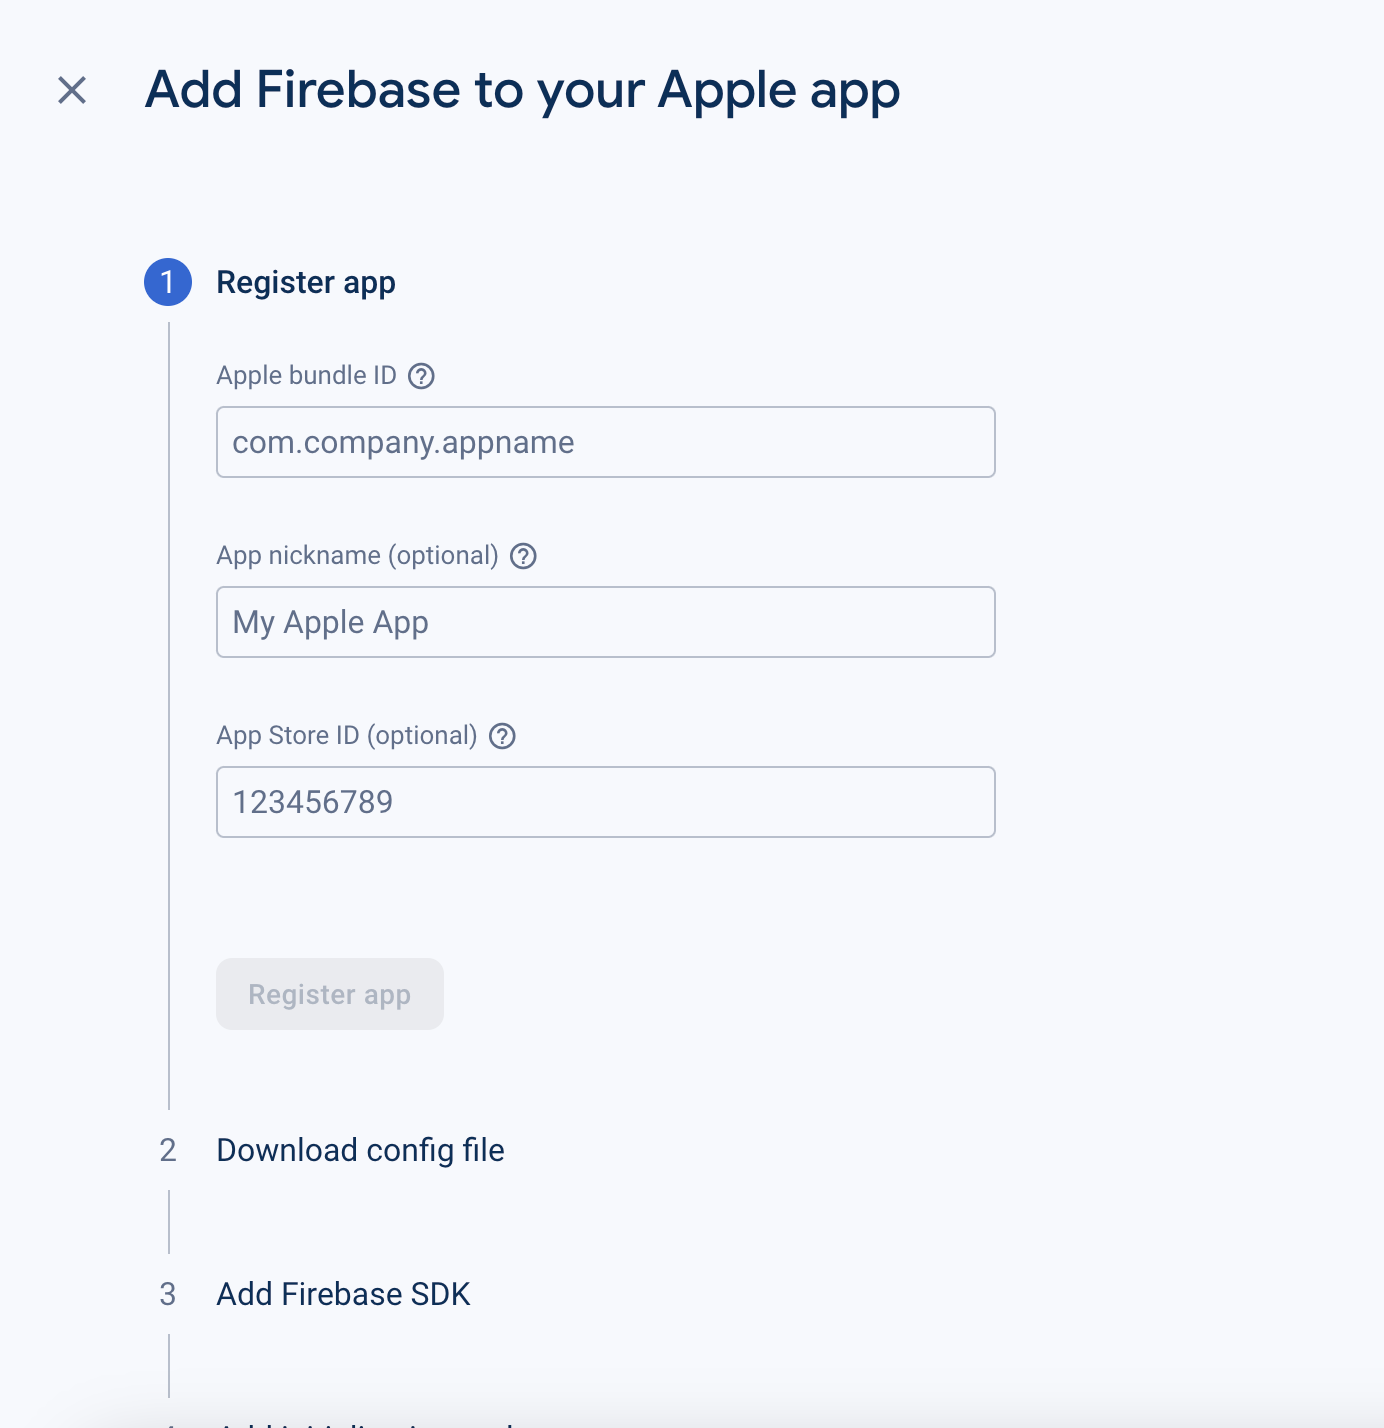 Add Firebase to your Apple app
1 Register app
Apple bundle ID
com.company.appname
App nickname (optional)
My Apple App
App Store ID (optional)
123456789
Register app
2 Download config file
3 Add Firebase SDK